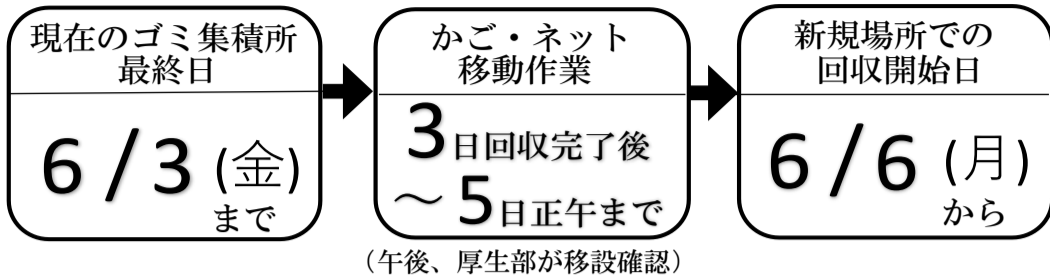 現在のゴミ集積所
最終日
6/3(金)
まで
かご・ネット
移動作業
3日回収完了後
～5日正午まで
(午後、厚生部が移設確認)
新規場所での
回収開始日
6/6(月)
から